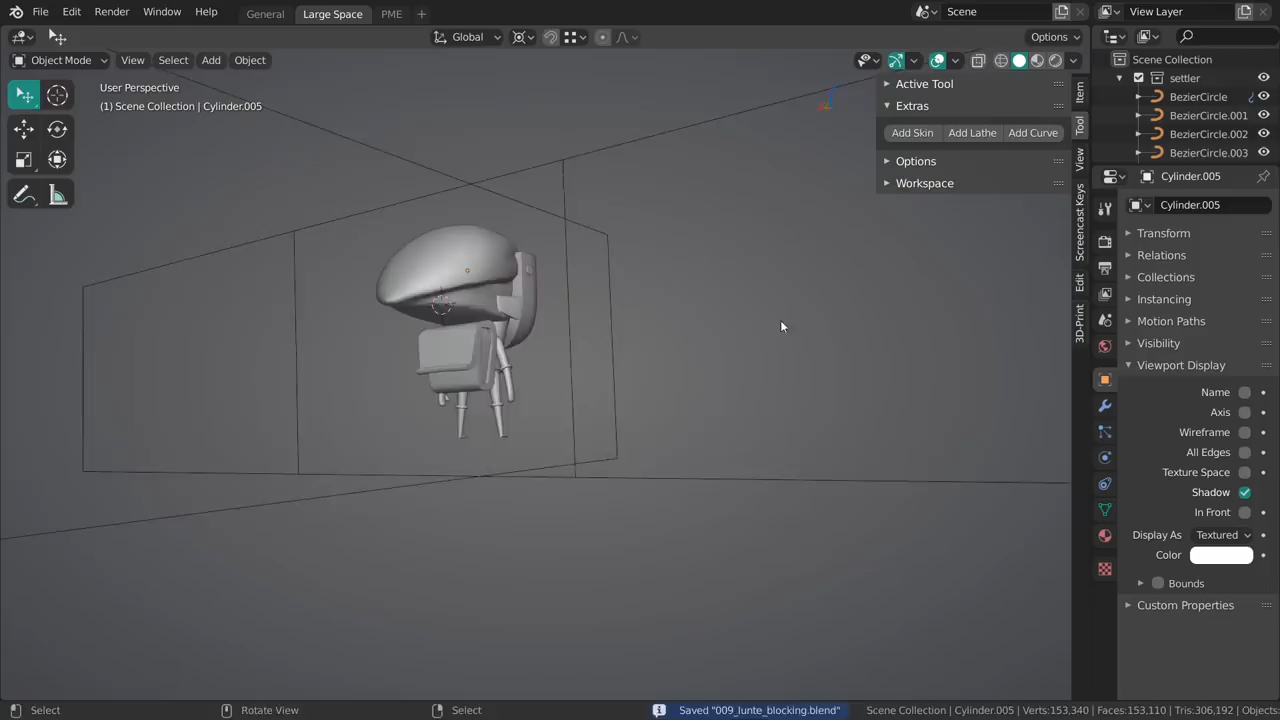 File Edit Render Window Help General Large Space PME + Scene View Layer
Global Options
Object Mode View Select Add Object
User Perspective
(1) Scene Collection | Cylinder.005
Active Tool
Extras
Add Skin Add Lathe Add Curve
Options
Workspace
Item
Tool
View
Screencast Keys
Edit
3D-Print
Scene Collection
settler
BezierCircle
BezierCircle.001
BezierCircle.002
BezierCircle.003
Cylinder.005
Cylinder.005
Transform
Relations
Collections
Instancing
Motion Paths
Visibility
Viewport Display
Name
Axis
Wireframe
All Edges
Texture Space
Shadow
In Front
Display As Textured
Color
Bounds
Custom Properties
Select Rotate View Select Saved "009_lunte_blocking.blend" Scene Collection | Cylinder.005 | Verts:153,340 | Faces:153,110 | Tris:306,192 | Objects: